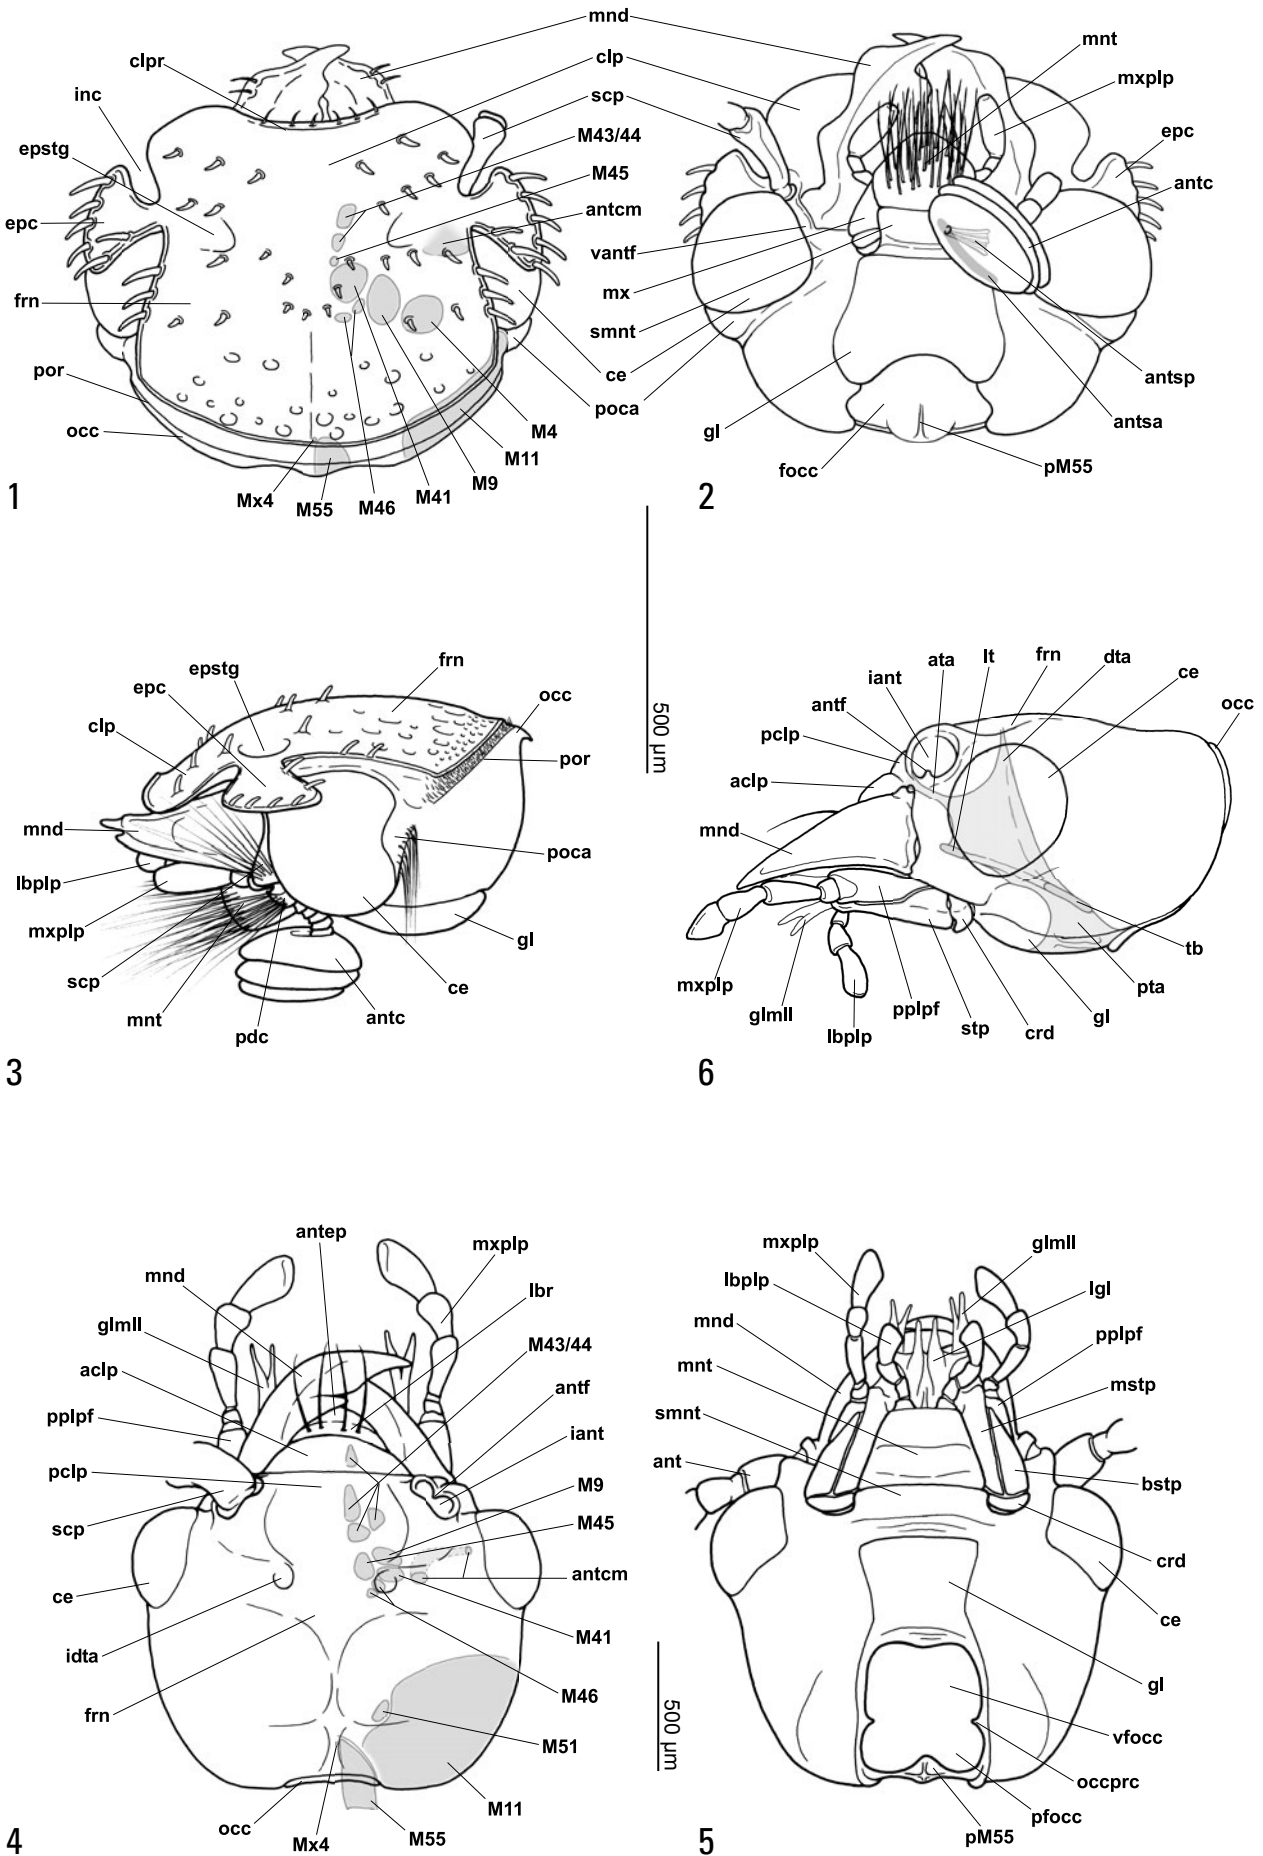 mnd
clpr
clp
inc
scp
epstg
M43/44
M45
epc
antcm
frn
por
occ
ce
poca
M4
M11
M9
M41
M46
M55
Mx4
1
mnt
mxplp
epc
antc
vantf
mx
smnt
antsp
antsa
gl
focc
pM55
2
500 µm
epstg
frn
epc
occ
clp
por
mnd
poca
lbplp
mxplp
gl
scp
ce
mnt
antc
pdc
3
ata
lt
frn
dta
ce
iant
antf
occ
pclp
aclp
mnd
mxplp
glmll
lbplp
pplpf
stp
crd
gl
pta
tb
6
antep
mxplp
mnd
lbr
glmll
M43/44
aclp
antf
pplpf
iant
pclp
M9
M45
scp
antcm
ce
M41
idta
M46
frn
M51
M11
occ
Mx4
M55
4
500 µm
mxplp
glmll
lbplp
lgl
mnd
pplpf
mnt
mstp
smnt
ant
bstp
crd
ce
gl
vfocc
occprc
pfocc
pM55
5